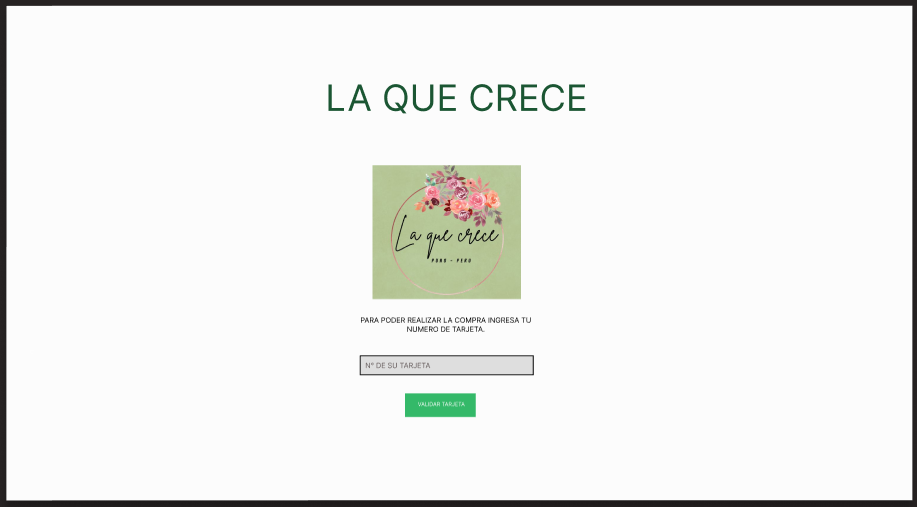 LA QUE CRECE
La que crece
PUNO - PERU
PARA PODER REALIZAR LA COMPRA INGRESA TU
NUMERO DE TARJETA.
N° DE SU TARJETA
VALIDAR TARJETA